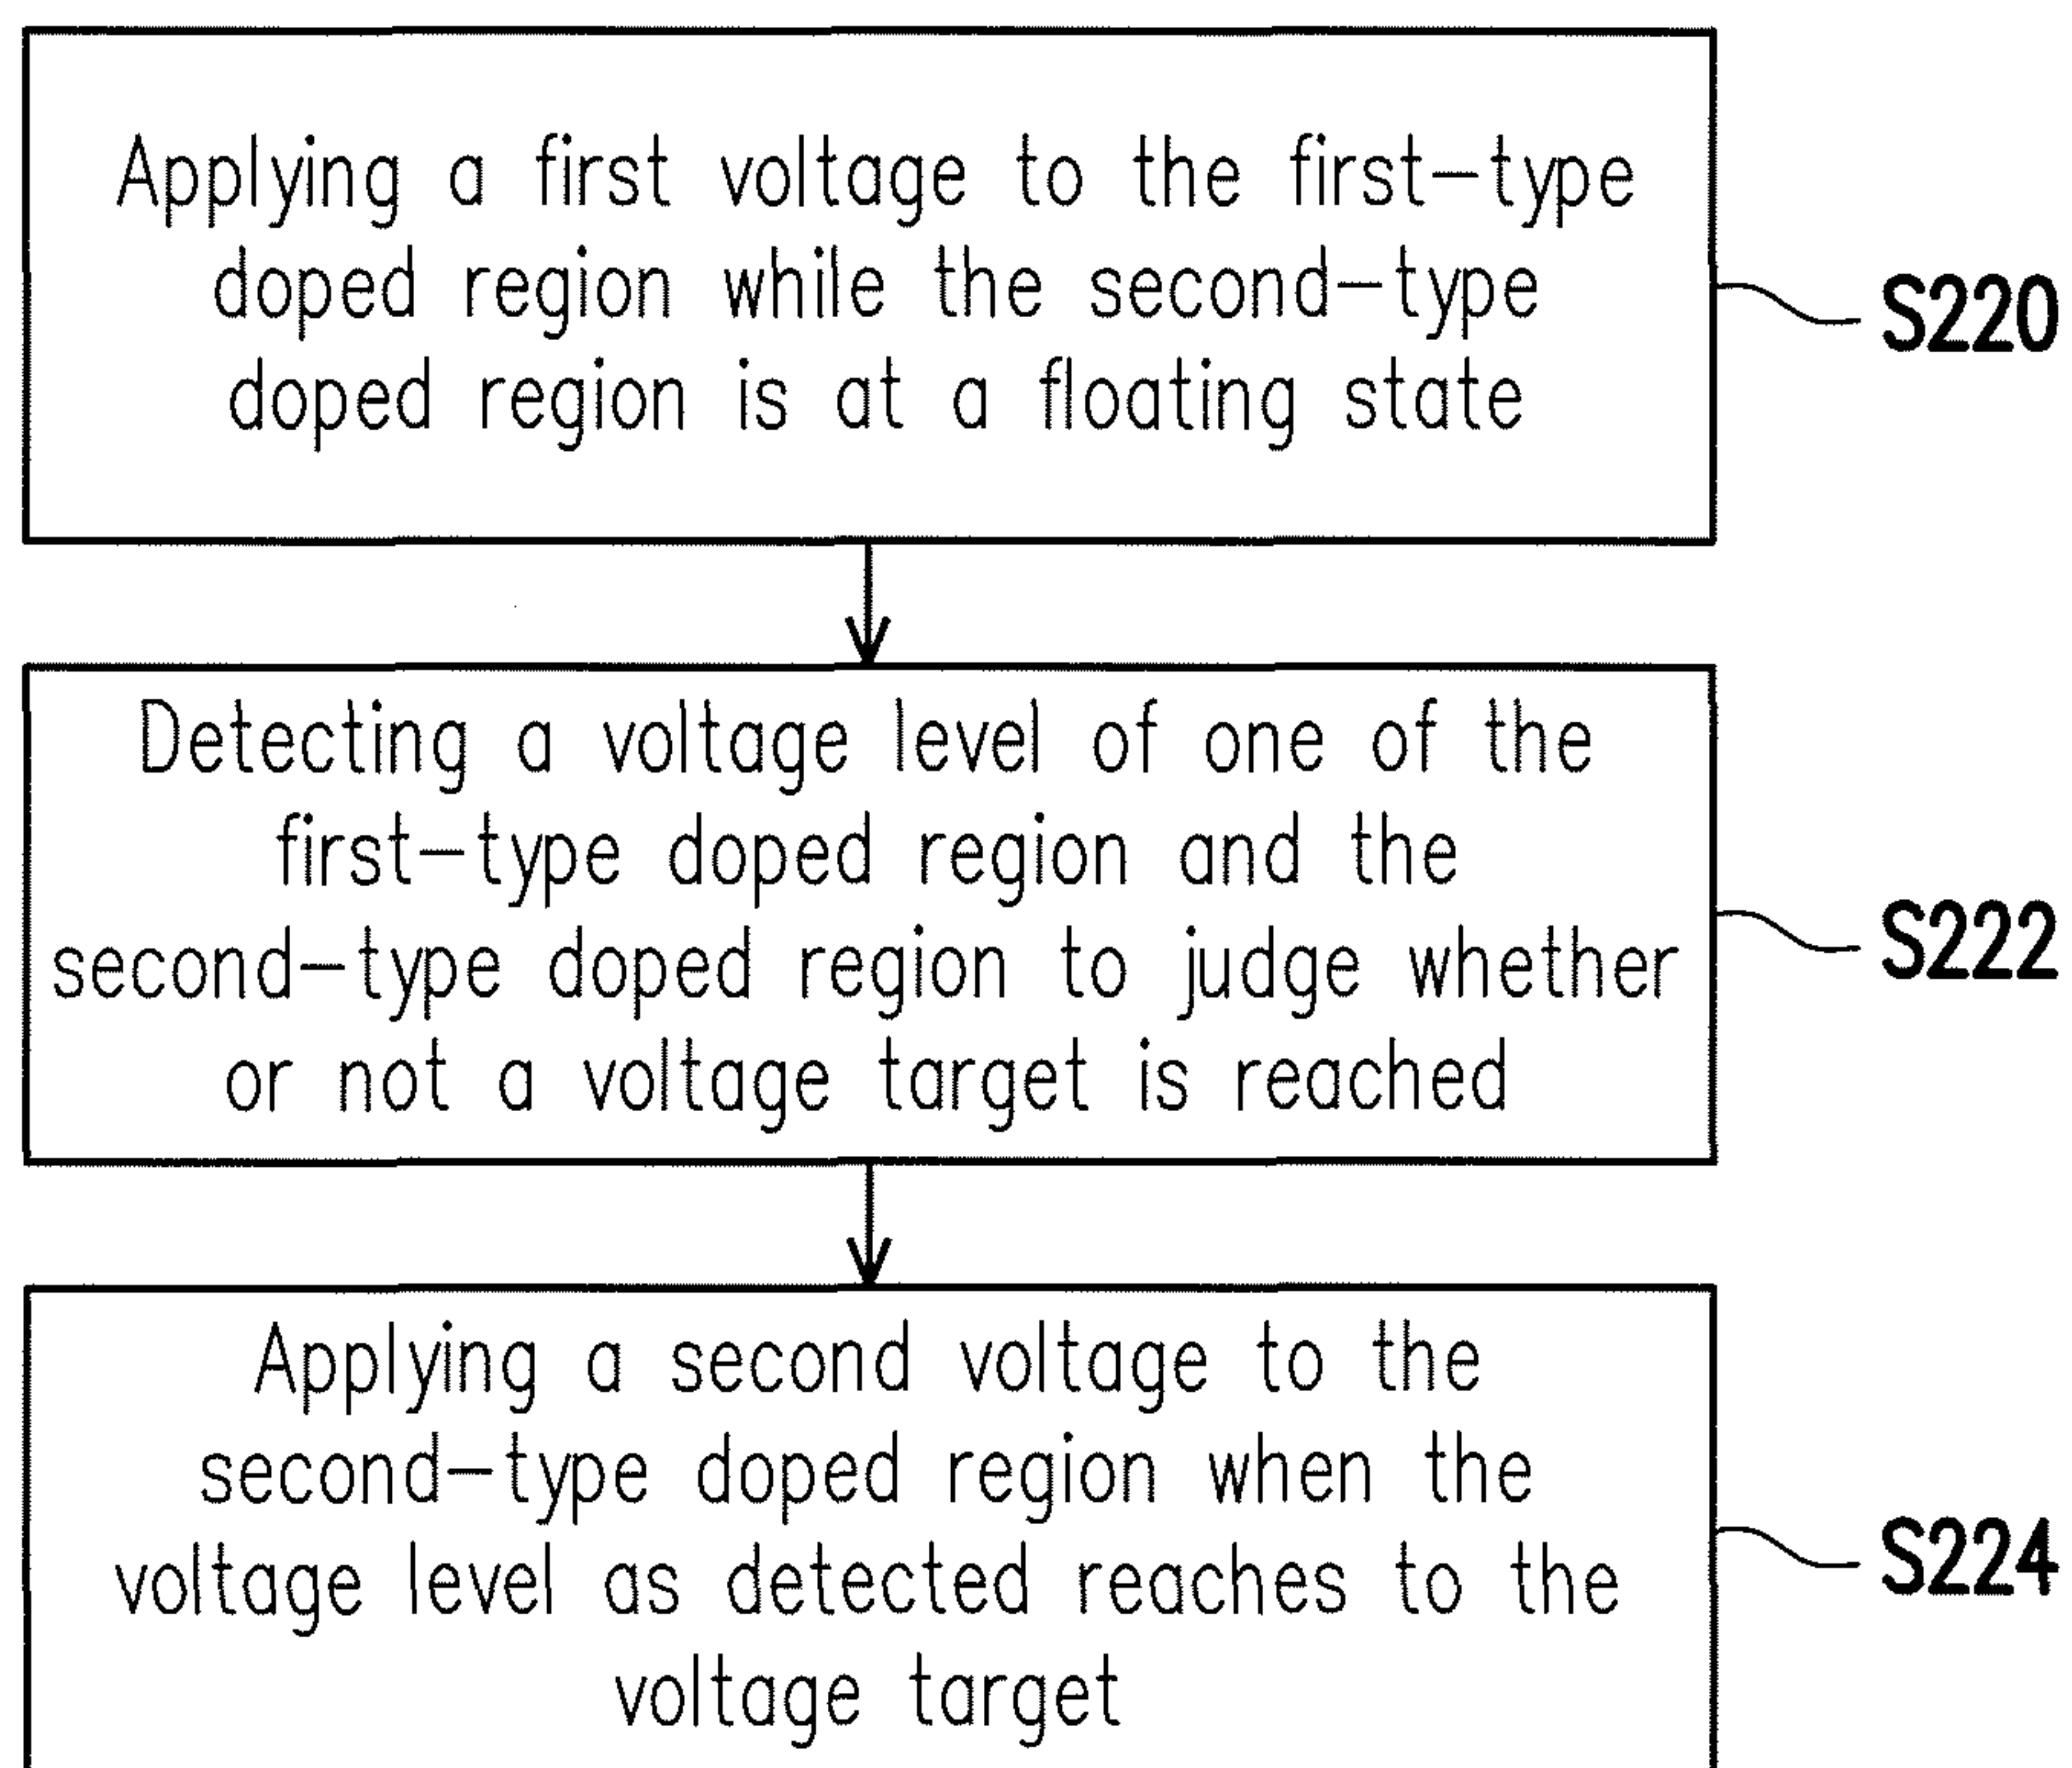 Applying a first voltage to the first-type
doped region while the second-type
doped region is at a floating state
S220
Detecting a voltage level of one of the
first-type doped region and the
second-type doped region to judge whether
or not a voltage target is reached
S222
Applying a second voltage to the
second-type doped region when the
voltage level as detected reaches to the
voltage target
S224